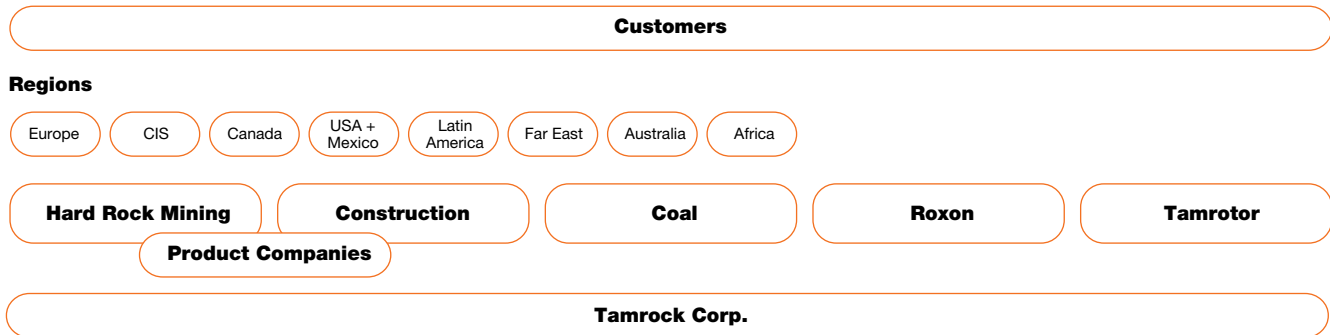 Customers
Regions
Europe
CIS
Canada
USA +
Mexico
Latin
America
Far East
Australia
Africa
Hard Rock Mining
Construction
Coal
Roxon
Tamrotor
Product Companies
Tamrock Corp.